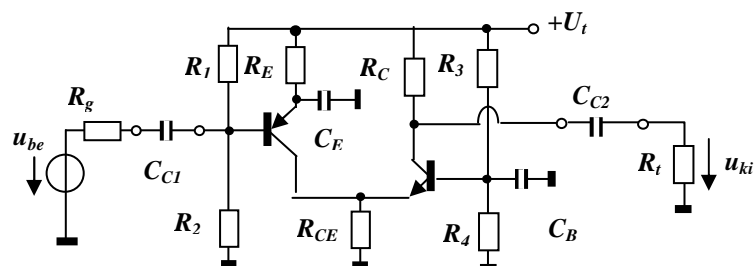 +U_t
R_1 R_E R_C R_3
R_g C_C2
u_be C_C1 C_E R_t u_ki
R_2 R_CE R_4 C_B